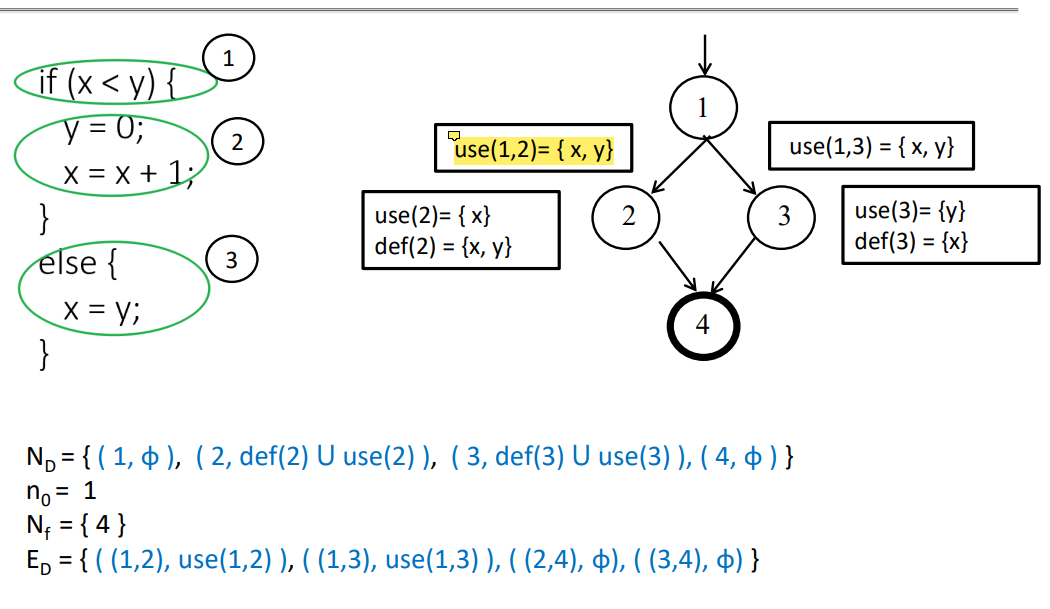 if (x < y) {
1
y = 0;
x = x + 1;
2
}
else {
x = y;
3
}
1
use(1,2)= { x, y}
use(1,3) = { x, y}
use(2)= { x}
def(2) = {x, y}
2
3
use(3)= {y}
def(3) = {x}
4
N_D = { ( 1, ϕ ), ( 2, def(2) U use(2) ), ( 3, def(3) U use(3) ), ( 4, ϕ ) }
n_0 = 1
N_f = { 4 }
E_D = { ( (1,2), use(1,2) ), ( (1,3), use(1,3) ), ( (2,4), ϕ), ( (3,4), ϕ) }